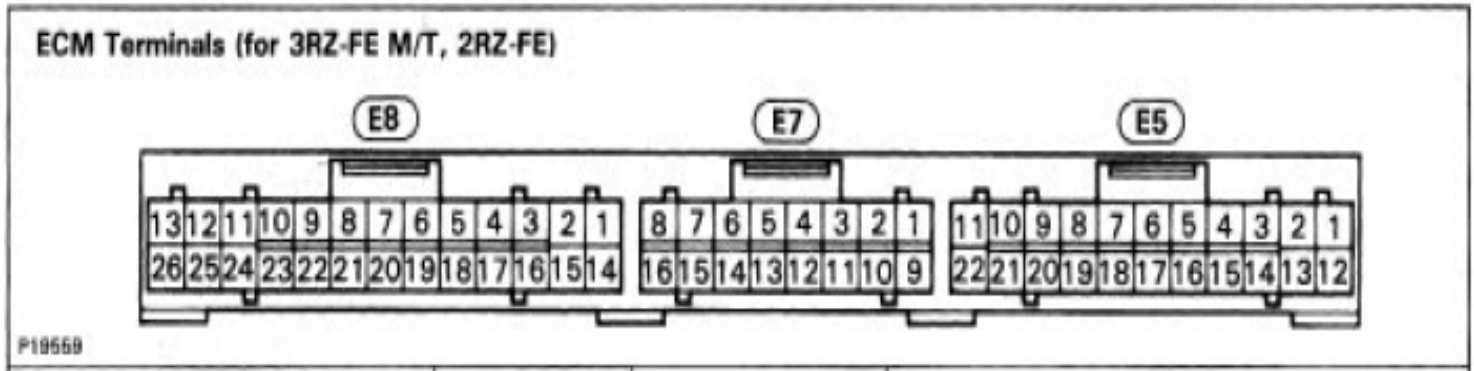 ECM Terminals (for 3RZ-FE M/T, 2RZ-FE)
E8 E7 E5
13 12 11 10 9 8 7 6 5 4 3 2 1 8 7 6 5 4 3 2 1 11 10 9 8 7 6 5 4 3 2 1
26 25 24 23 22 21 20 19 18 17 16 15 14 16 15 14 13 12 11 10 9 22 21 20 19 18 17 16 15 14 13 12
P19559